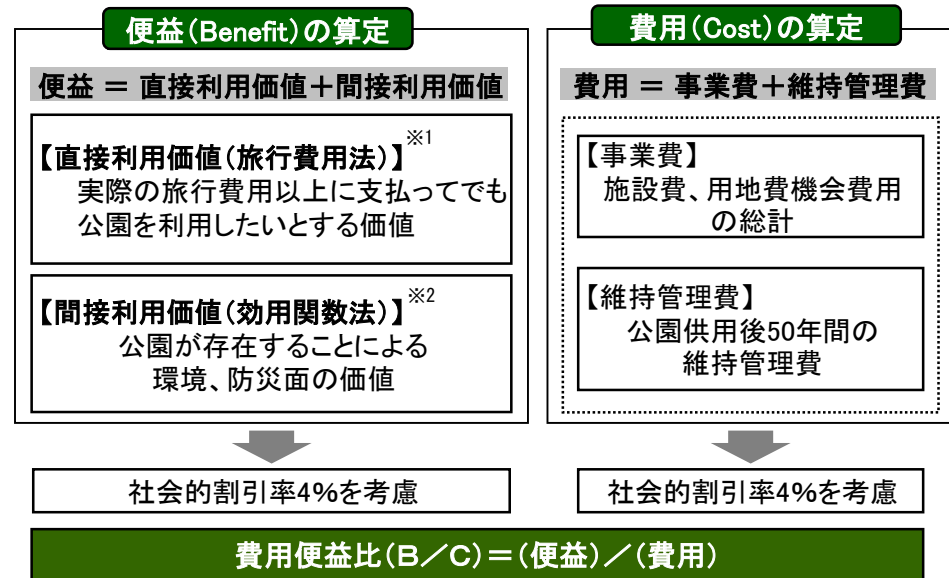 便益（Benefit）の算定
便益 ＝ 直接利用価値＋間接利用価値
【直接利用価値（旅行費用法）】※1
実際の旅行費用以上に支払ってでも
公園を利用したいとする価値
【間接利用価値（効用関数法）】※2
公園が存在することによる
環境、防災面の価値
社会的割引率4％を考慮
費用（Cost）の算定
費用 ＝ 事業費＋維持管理費
【事業費】
施設費、用地費機会費用
の総計
【維持管理費】
公園供用後50年間の
維持管理費
社会的割引率4％を考慮
費用便益比（Ｂ／Ｃ）＝（便益）／（費用）